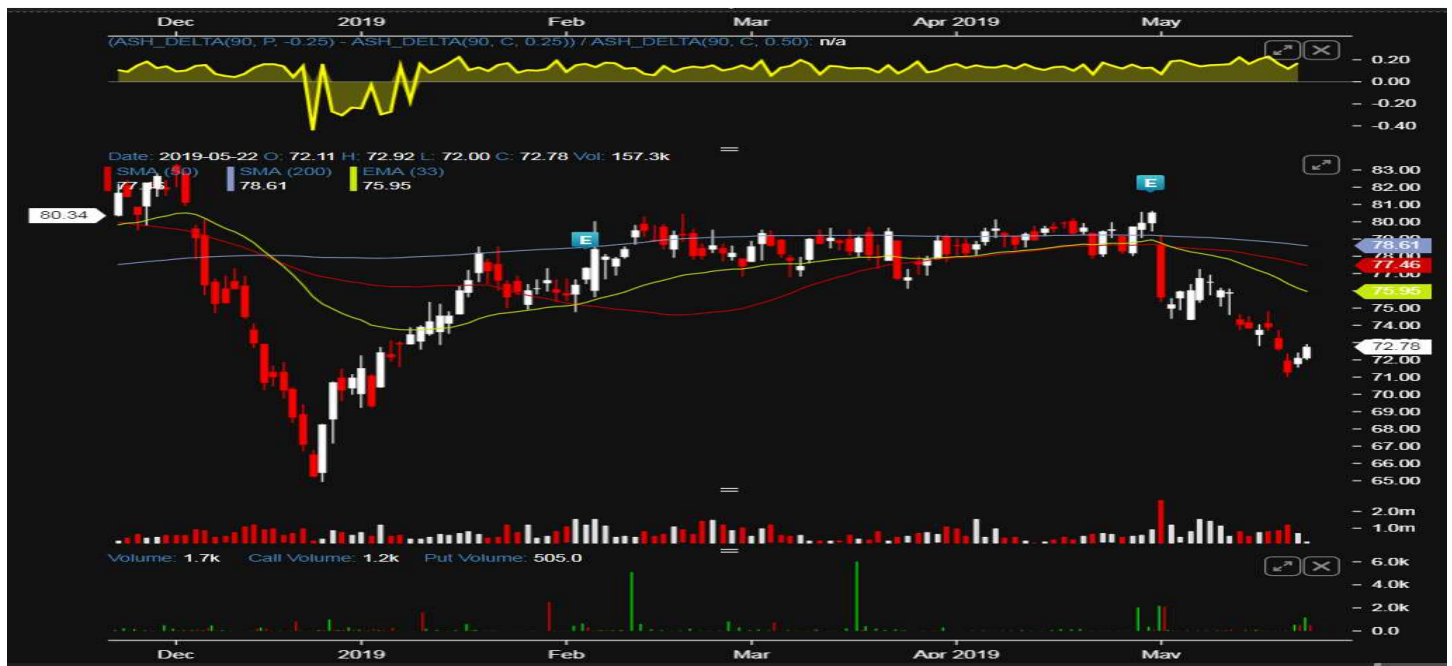 Dec 2019 Feb Mar Apr 2019 May
(ASH_DELTA(90, P, -0.25) - ASH_DELTA(90, C, 0.25)) / ASH_DELTA(90, C, 0.50): n/a
0.20
0.00
-0.20
-0.40
Date: 2019-05-22 O: 72.11 H: 72.92 L: 72.00 C: 72.78 Vol: 157.3k
SMA (50) SMA (200) EMA (33)
77.46 78.61 75.95
83.00
82.00
81.00
80.34
80.00
E
E
78.61
78.00
77.46
77.00
75.95
75.00
74.00
72.78
72.00
71.00
70.00
69.00
68.00
67.00
66.00
65.00
2.0m
1.0m
Volume: 1.7k Call Volume: 1.2k Put Volume: 505.0
6.0k
4.0k
2.0k
0.0
Dec 2019 Feb Mar Apr 2019 May